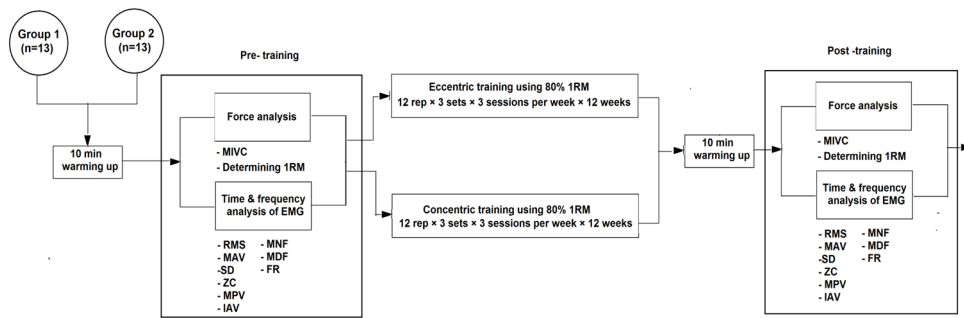 Group 1
(n=13)
Group 2
(n=13)
10 min
warming up
Pre- training
Force analysis
- MIVC
- Determining 1RM
Time & frequency
analysis of EMG
- RMS
- MAV
-SD
- ZC
- MPV
- IAV
- MNF
- MDF
- FR
Eccentric training using 80% 1RM
12 rep × 3 sets × 3 sessions per week × 12 weeks
Concentric training using 80% 1RM
12 rep × 3 sets × 3 sessions per week × 12 weeks
10 min
warming up
Post -training
Force analysis
- MIVC
- Determining 1RM
Time & frequency
analysis of EMG
- RMS
- MAV
-SD
- ZC
- MPV
- IAV
- MNF
- MDF
- FR